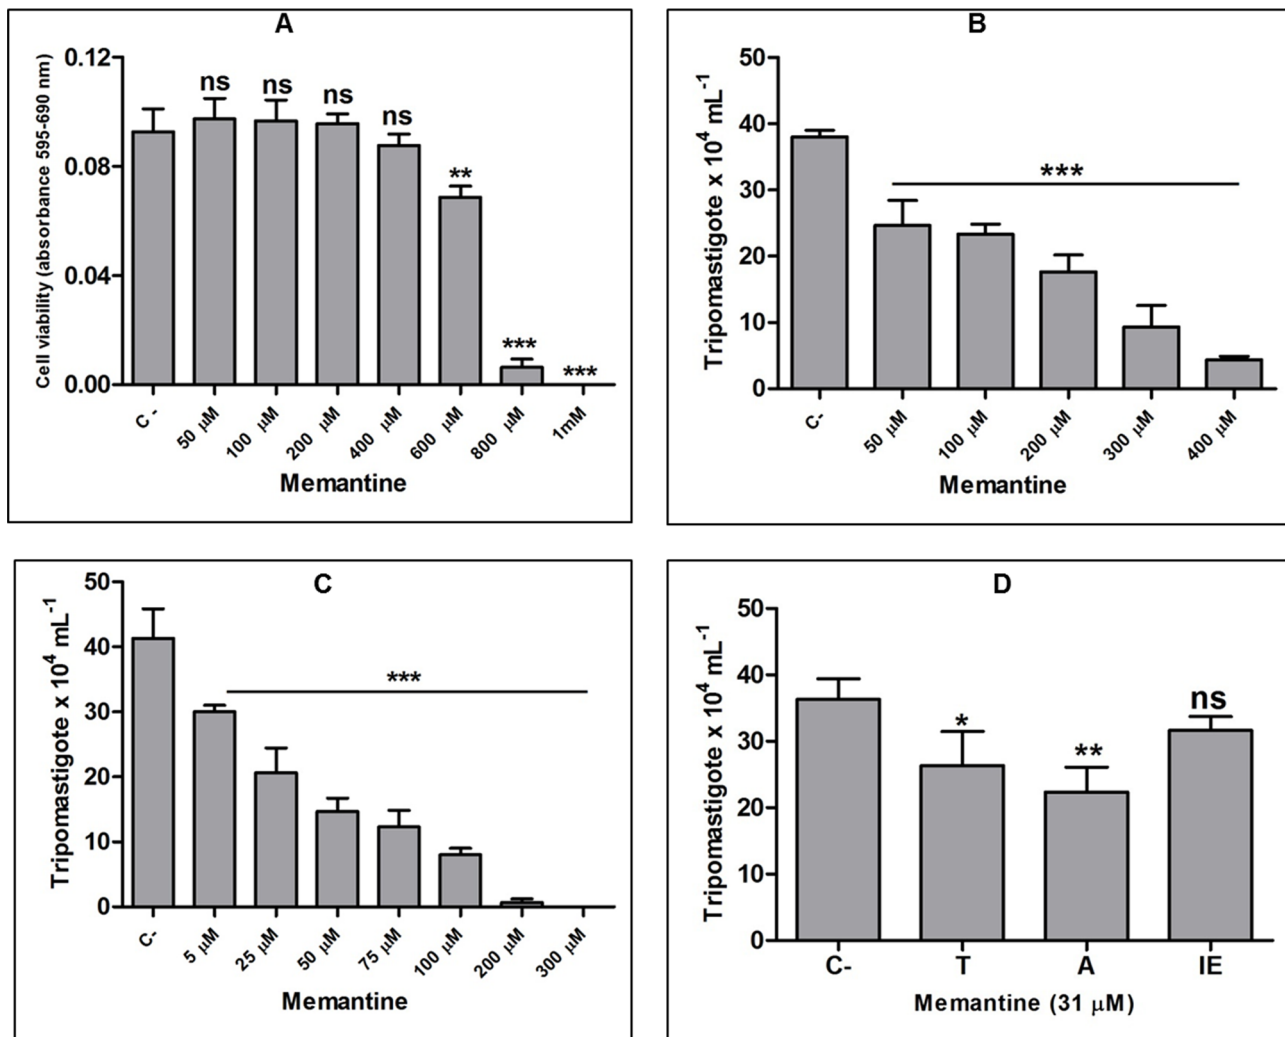 A
Cell viability (absorbance 595-690 nm)
0.12
0.08
0.04
0.00
ns
ns
ns
ns
**
***
***
C -
50 μM
100 μM
200 μM
400 μM
600 μM
800 μM
1mM
Memantine
B
Tripomastigote x 10⁴ mL⁻¹
50
40
30
20
10
0
***
C-
50 μM
100 μM
200 μM
300 μM
400 μM
Memantine
C
Tripomastigote x 10⁴ mL⁻¹
50
40
30
20
10
0
***
C-
5 μM
25 μM
50 μM
75 μM
100 μM
200 μM
300 μM
Memantine
D
Tripomastigote x 10⁴ mL⁻¹
50
40
30
20
10
0
*
**
ns
C-
T
A
IE
Memantine (31 μM)